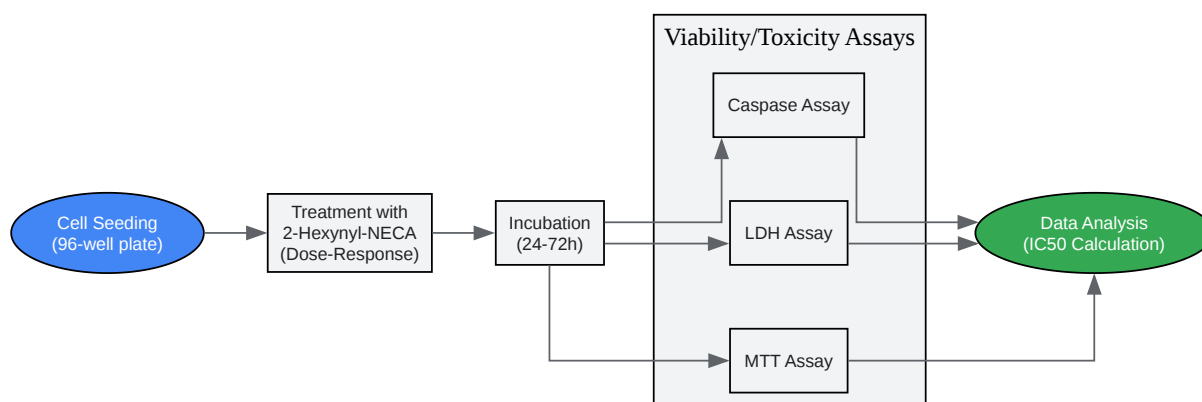 Viability/Toxicity Assays
Caspase Assay
Cell Seeding
(96-well plate)
Treatment with
2-Hexynyl-NECA
(Dose-Response)
Incubation
(24-72h)
LDH Assay
Data Analysis
(IC50 Calculation)
MTT Assay